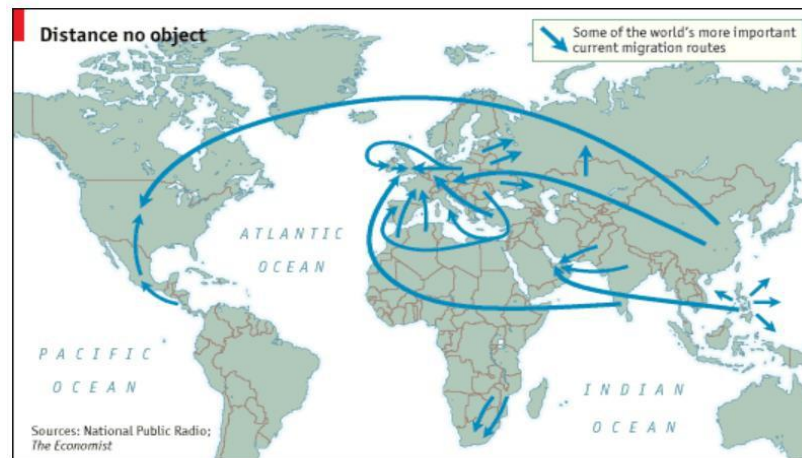 Distance no object
Some of the world's more important
current migration routes
ATLANTIC
OCEAN
PACIFIC
OCEAN
INDIAN
OCEAN
Sources: National Public Radio;
The Economist